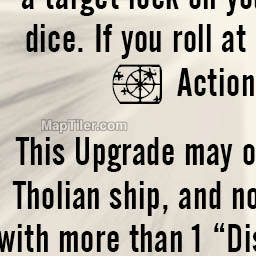 a target lock on yo
dice. If you roll at
Action
MapTiler.com
This Upgrade may o
Tholian ship, and no
with more than 1 “Dis